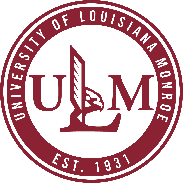 UNIVERSITY OF LOUISIANA MONROE
ULM
EST. 1931